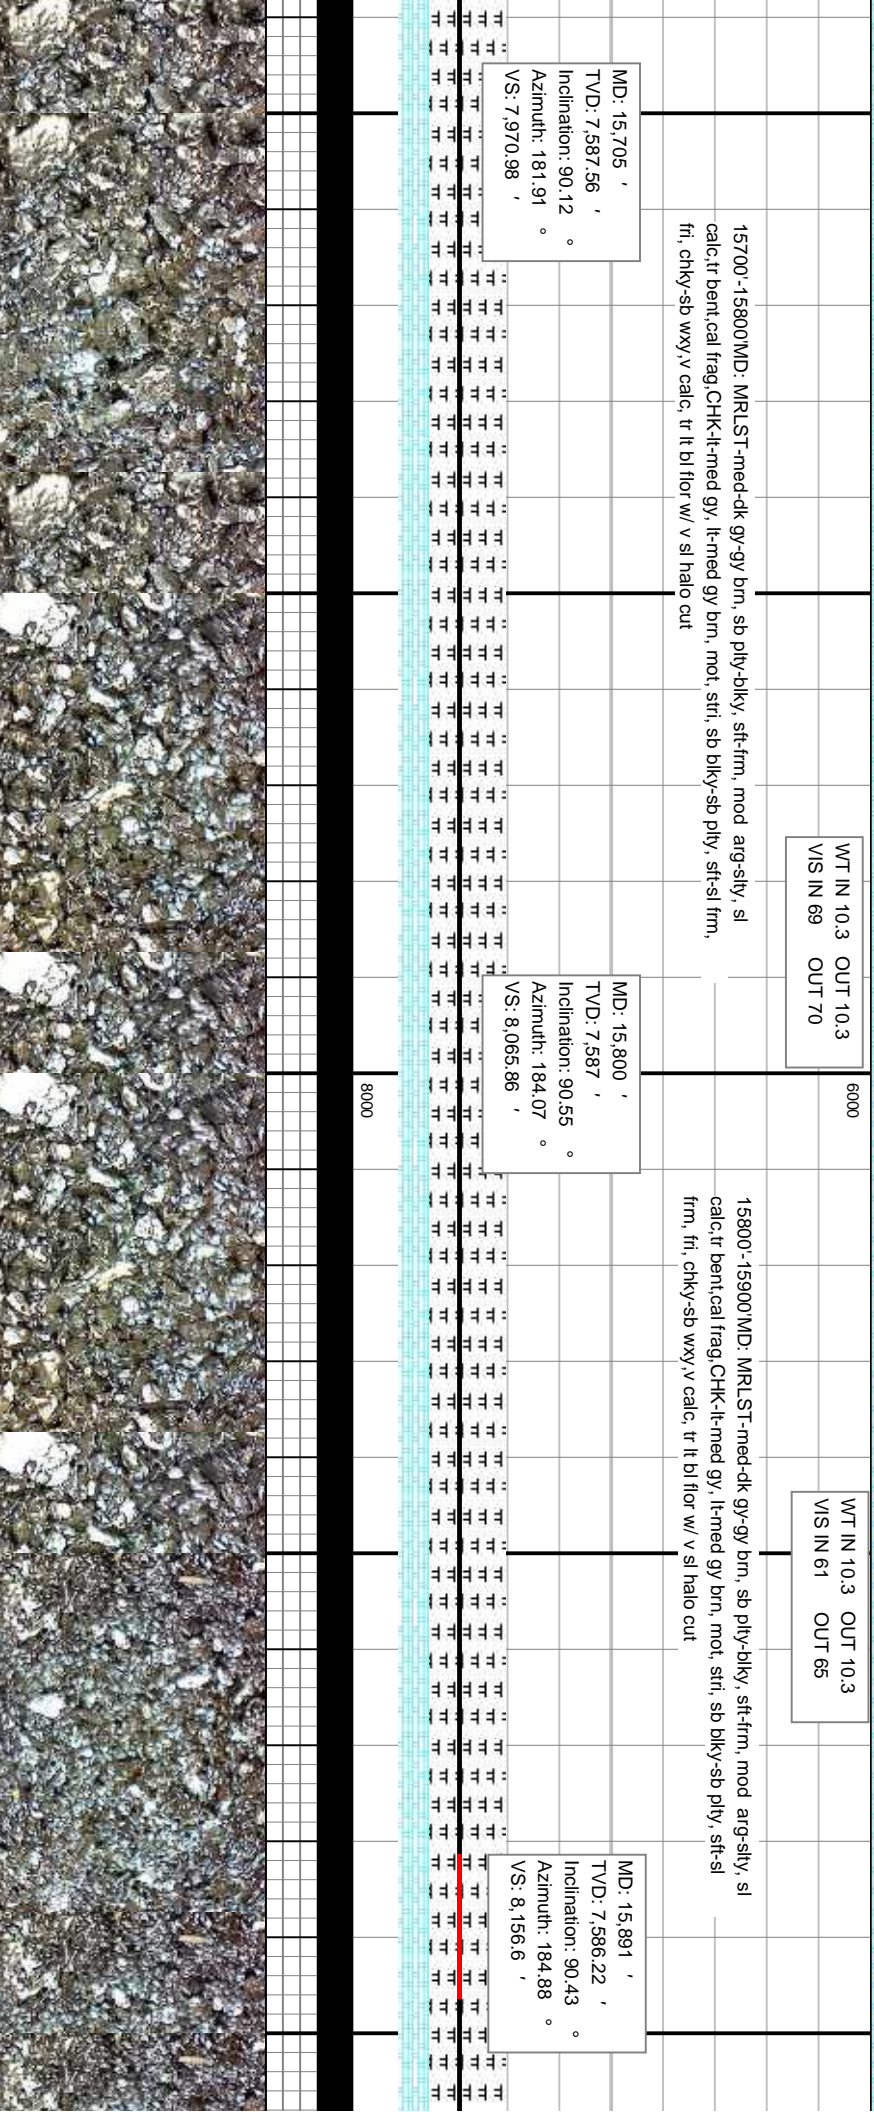 MD: 15,705 '
TVD: 7,587.56 '
Inclination: 90.12 °
Azimuth: 181.91 °
VS: 7,970.98 '
15700'-15800'MD: MRLST-med-dk gy-gy brn, sb plty-blky, sft-frm, mod arg-slty, sl
calc,tr bent,cal frag,CHK-lt-med gy, lt-med gy brn, mot, stri, sb blky-sb plty, sft-sl frm,
fri, chky-sb wxy,v calc, tr lt bl flor w/ v sl halo cut
WT IN 10.3 OUT 10.3
VIS IN 69 OUT 70
MD: 15,800 '
TVD: 7,587 '
Inclination: 90.55 °
Azimuth: 184.07 °
VS: 8,065.86 '
6000
8000
15800'-15900'MD: MRLST-med-dk gy-gy brn, sb plty-blky, sft-frm, mod arg-slty, sl
calc,tr bent,cal frag,CHK-lt-med gy, lt-med gy brn, mot, stri, sb blky-sb plty, sft-sl
frm, fri, chky-sb wxy,v calc, tr lt bl flor w/ v sl halo cut
WT IN 10.3 OUT 10.3
VIS IN 61 OUT 65
MD: 15,891 '
TVD: 7,586.22 '
Inclination: 90.43 °
Azimuth: 184.88 °
VS: 8,156.6 '